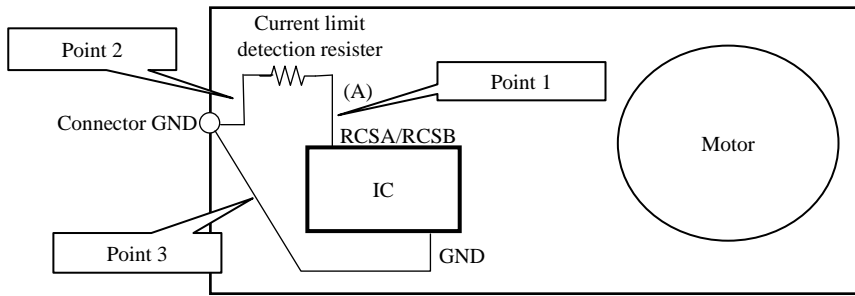 Current limit
detection resister
Point 2
(A)
Point 1
Connector GND
RCSA/RCSB
Motor
IC
Point 3
GND